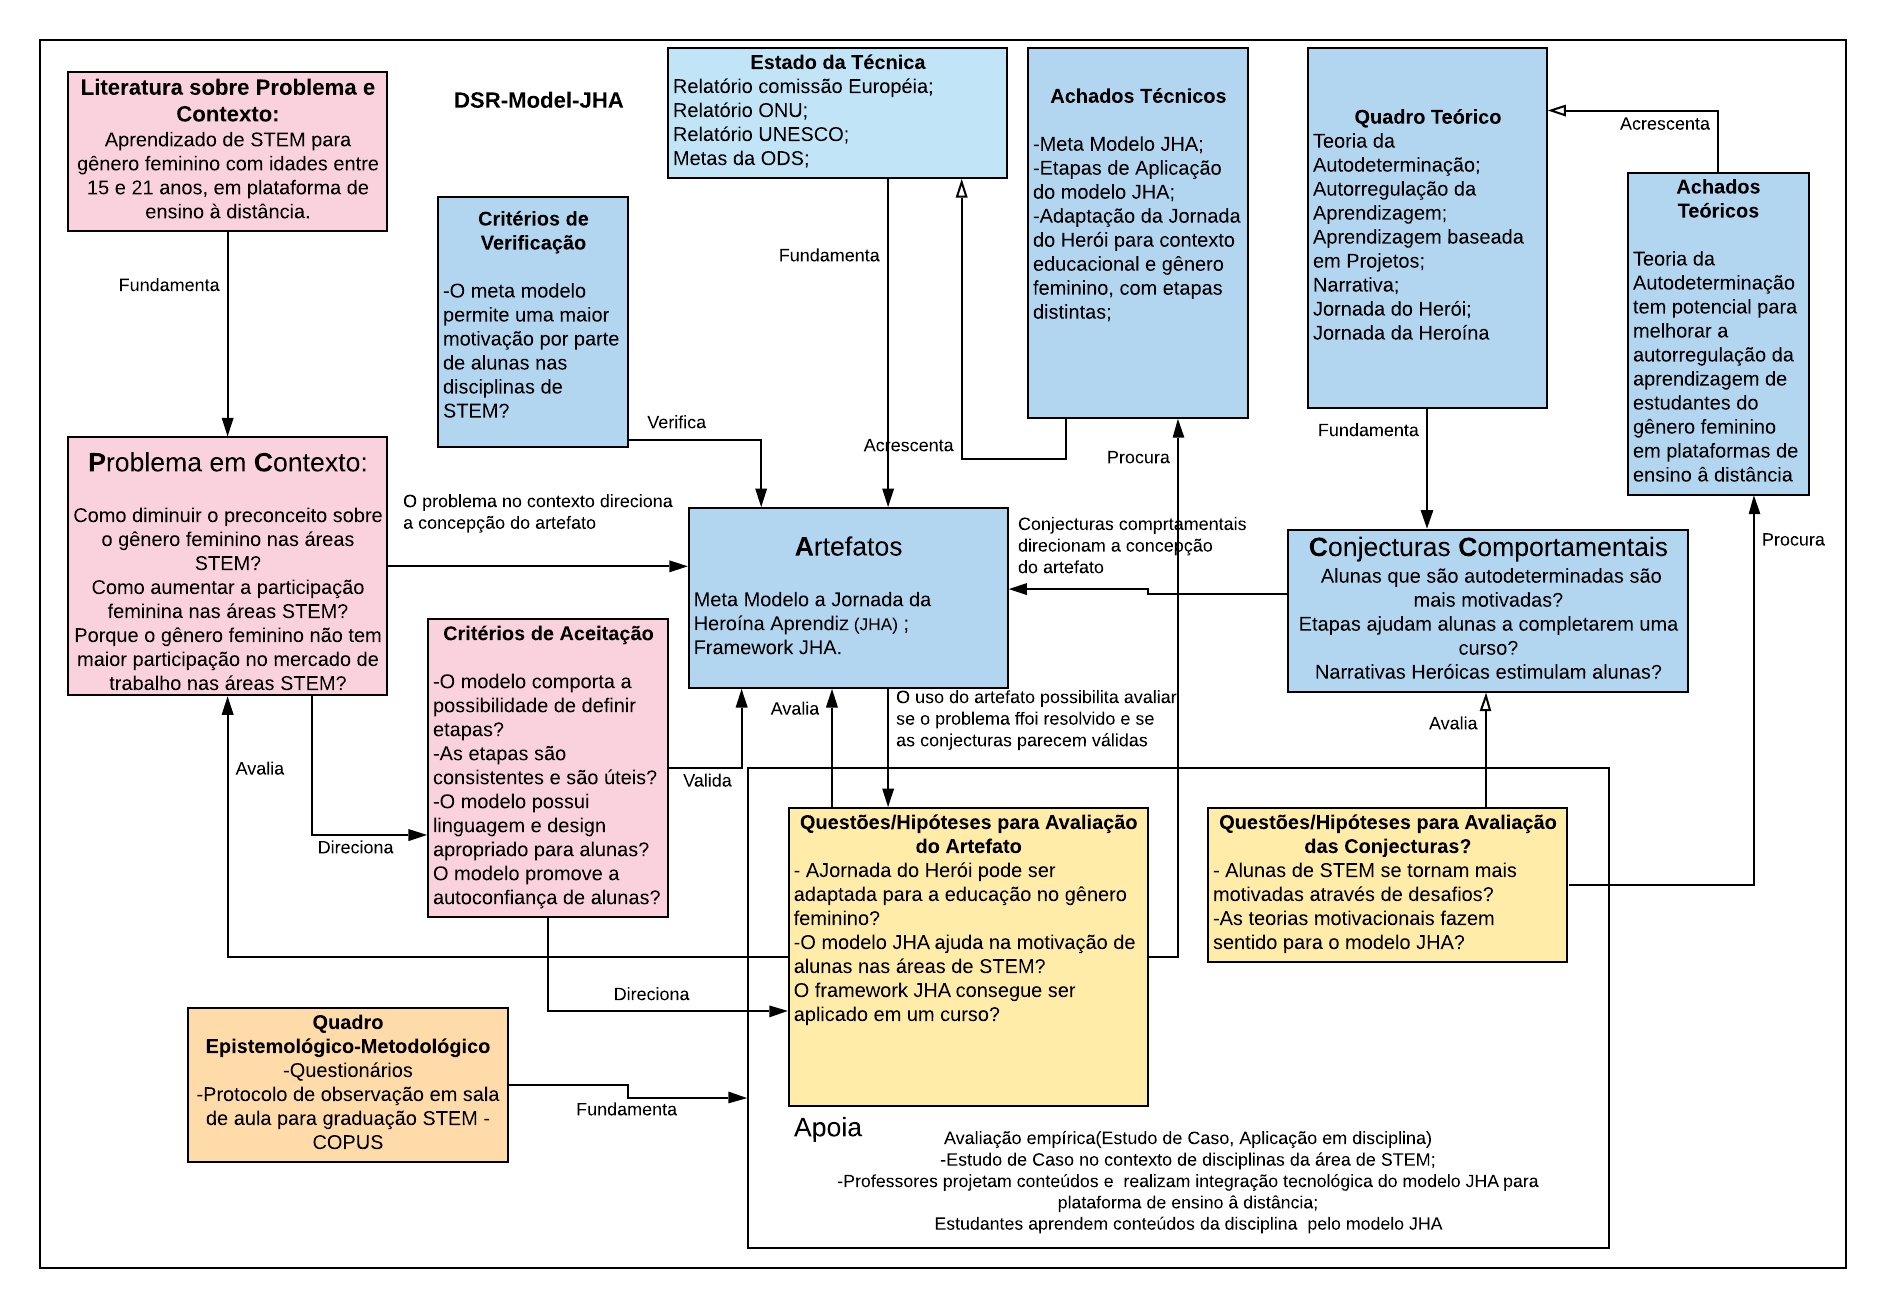 DSR-Model-JHA
Literatura sobre Problema e
Contexto:
Aprendizado de STEM para
gênero feminino com idades entre
15 e 21 anos, em plataforma de
ensino à distância.
Fundamenta
Critérios de
Verificação
-O meta modelo
permite uma maior
motivação por parte
de alunas nas
disciplinas de
STEM?
Verifica
Estado da Técnica
Relatório comissão Européia;
Relatório ONU;
Relatório UNESCO;
Metas da ODS;
Fundamenta
Acrescenta
Achados Técnicos
-Meta Modelo JHA;
-Etapas de Aplicação
do modelo JHA;
-Adaptação da Jornada
do Herói para contexto
educacional e gênero
feminino, com etapas
distintas;
Procura
Quadro Teórico
Teoria da
Autodeterminação;
Autorregulação da
Aprendizagem;
Aprendizagem baseada
em Projetos;
Narrativa;
Jornada do Herói;
Jornada da Heroína
Fundamenta
Acrescenta
Achados
Teóricos
Teoria da
Autodeterminação
tem potencial para
melhorar a
autorregulação da
aprendizagem de
estudantes do
gênero feminino
em plataformas de
ensino â distância
Procura
Problema em Contexto:
Como diminuir o preconceito sobre
o gênero feminino nas áreas
STEM?
Como aumentar a participação
feminina nas áreas STEM?
Porque o gênero feminino não tem
maior participação no mercado de
trabalho nas áreas STEM?
O problema no contexto direciona
a concepção do artefato
Artefatos
Meta Modelo a Jornada da
Heroína Aprendiz (JHA) ;
Framework JHA.
Conjecturas comprtamentais
direcionam a concepção
do artefato
Conjecturas Comportamentais
Alunas que são autodeterminadas são
mais motivadas?
Etapas ajudam alunas a completarem uma
curso?
Narrativas Heróicas estimulam alunas?
Critérios de Aceitação
-O modelo comporta a
possibilidade de definir
etapas?
-As etapas são
consistentes e são úteis?
-O modelo possui
linguagem e design
apropriado para alunas?
O modelo promove a
autoconfiança de alunas?
Avalia
Direciona
Valida
Avalia
O uso do artefato possibilita avaliar
se o problema ffoi resolvido e se
as conjecturas parecem válidas
Avalia
Questões/Hipóteses para Avaliação
do Artefato
- AJornada do Herói pode ser
adaptada para a educação no gênero
feminino?
-O modelo JHA ajuda na motivação de
alunas nas áreas de STEM?
O framework JHA consegue ser
aplicado em um curso?
Questões/Hipóteses para Avaliação
das Conjecturas?
- Alunas de STEM se tornam mais
motivadas através de desafios?
-As teorias motivacionais fazem
sentido para o modelo JHA?
Direciona
Quadro
Epistemológico-Metodológico
-Questionários
-Protocolo de observação em sala
de aula para graduação STEM -
COPUS
Fundamenta
Apoia
Avaliação empírica(Estudo de Caso, Aplicação em disciplina)
-Estudo de Caso no contexto de disciplinas da área de STEM;
-Professores projetam conteúdos e  realizam integração tecnológica do modelo JHA para
plataforma de ensino â distância;
Estudantes aprendem conteúdos da disciplina  pelo modelo JHA